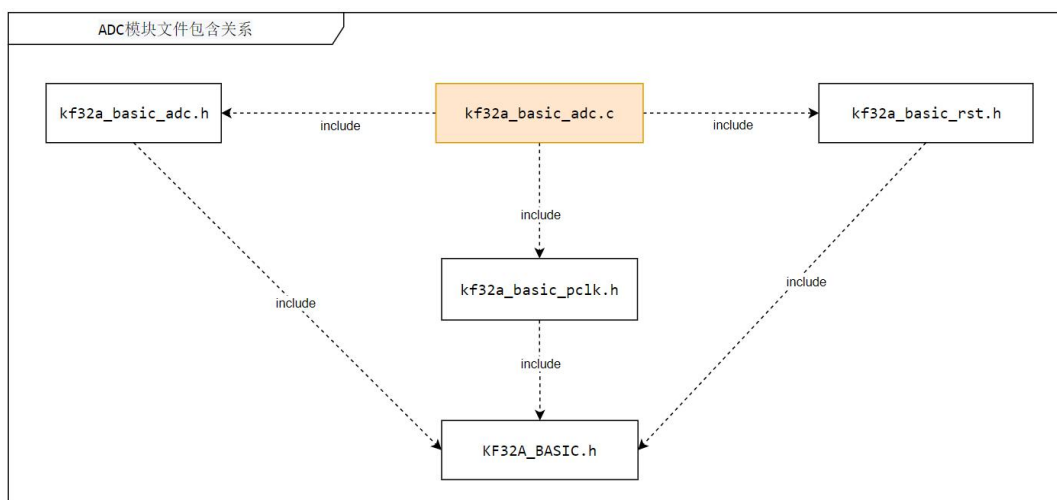 ADC模块文件包含关系
kf32a_basic_adc.h
include
kf32a_basic_adc.c
include
kf32a_basic_rst.h
include
kf32a_basic_pclk.h
include
include
include
KF32A_BASIC.h